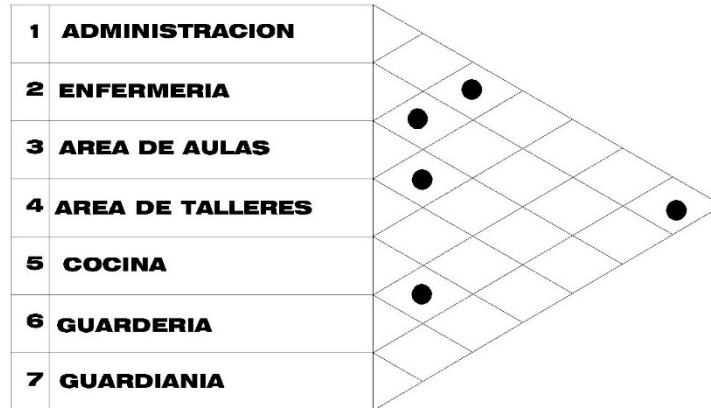 1 ADMINISTRACION
2 ENFERMERIA
3 AREA DE AULAS
4 AREA DE TALLERES
5 COCINA
6 GUARDERIA
7 GUARDIANIA